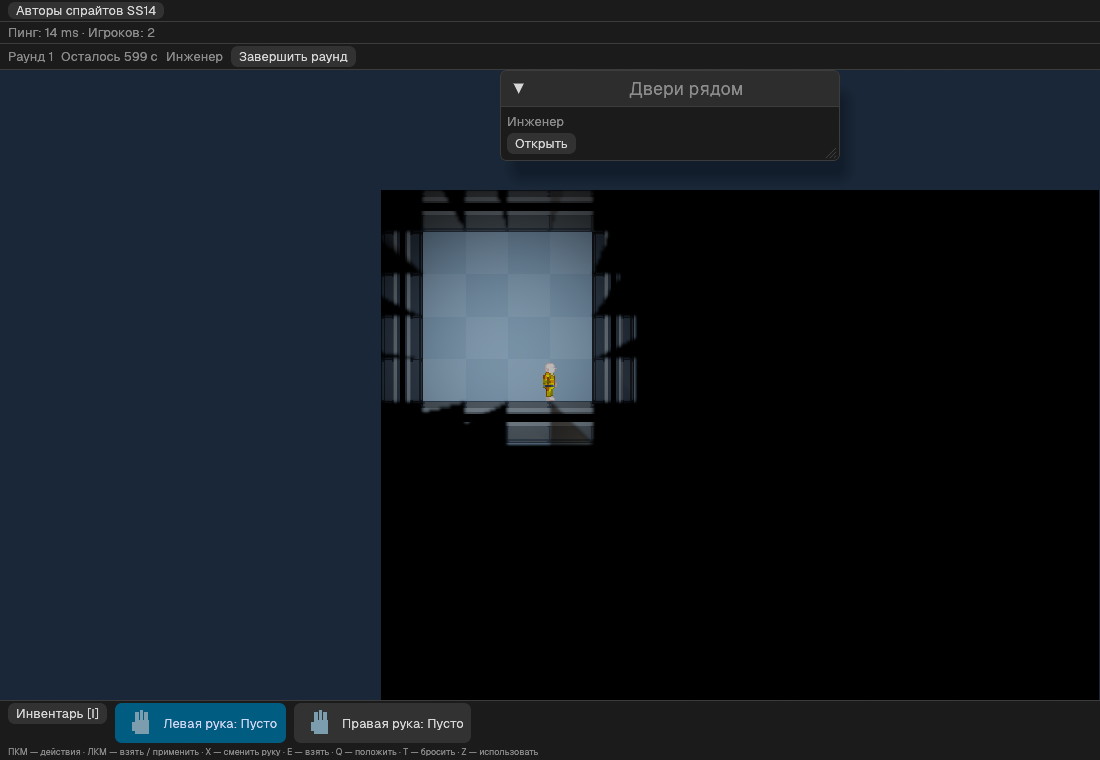 Авторы спрайтов SS14
Пинг: 14 ms · Игроков: 2
Раунд 1 Осталось 599 с Инженер Завершить раунд
▼ Двери рядом
Инженер
Открыть
Инвентарь [I] Левая рука: Пусто Правая рука: Пусто
ПКМ — действия · ЛКМ — взять / применить · X — сменить руку · E — взять · Q — положить · T — бросить · Z — использовать